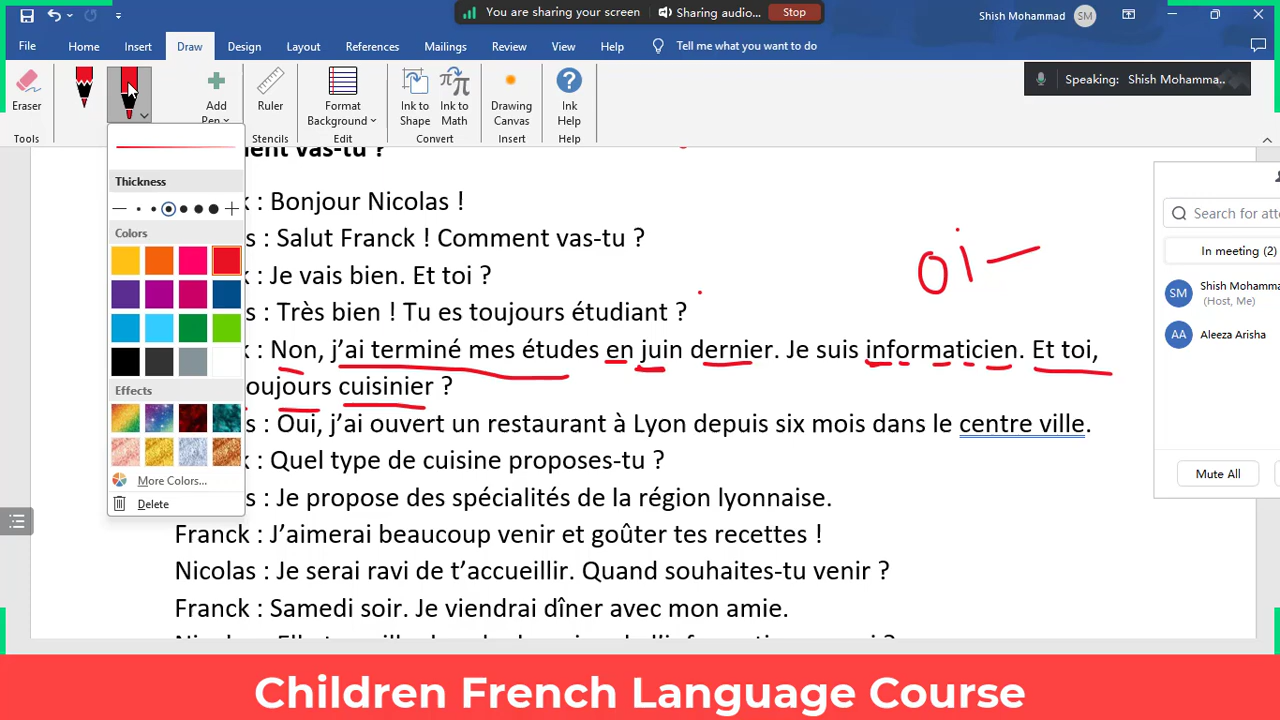 You are sharing your screen Sharing audio... Stop
Shish Mohammad SM
File Home Insert Draw Design Layout References Mailings Review View Help Tell me what you want to do
Speaking: Shish Mohamma..
Eraser Add Pen Ruler Format Background Ink to Shape Ink to Math Drawing Canvas Ink Help
Tools Stencils Edit Convert Insert Help
vas-tu ?
Thickness
Colors
Effects
More Colors...
Delete
: Bonjour Nicolas !
s : Salut Franck ! Comment vas-tu ?
k : Je vais bien. Et toi ?
s : Très bien ! Tu es toujours étudiant ?
k : Non, j’ai terminé mes études en juin dernier. Je suis informaticien. Et toi,
oujours cuisinier ?
s : Oui, j’ai ouvert un restaurant à Lyon depuis six mois dans le centre ville.
k : Quel type de cuisine proposes-tu ?
s : Je propose des spécialités de la région lyonnaise.
Franck : J’aimerai beaucoup venir et goûter tes recettes !
Nicolas : Je serai ravi de t’accueillir. Quand souhaites-tu venir ?
Franck : Samedi soir. Je viendrai dîner avec mon amie.
oi –
Search for atte
In meeting (2)
SM Shish Mohamma
(Host, Me)
AA Aleeza Arisha
Mute All
Children French Language Course